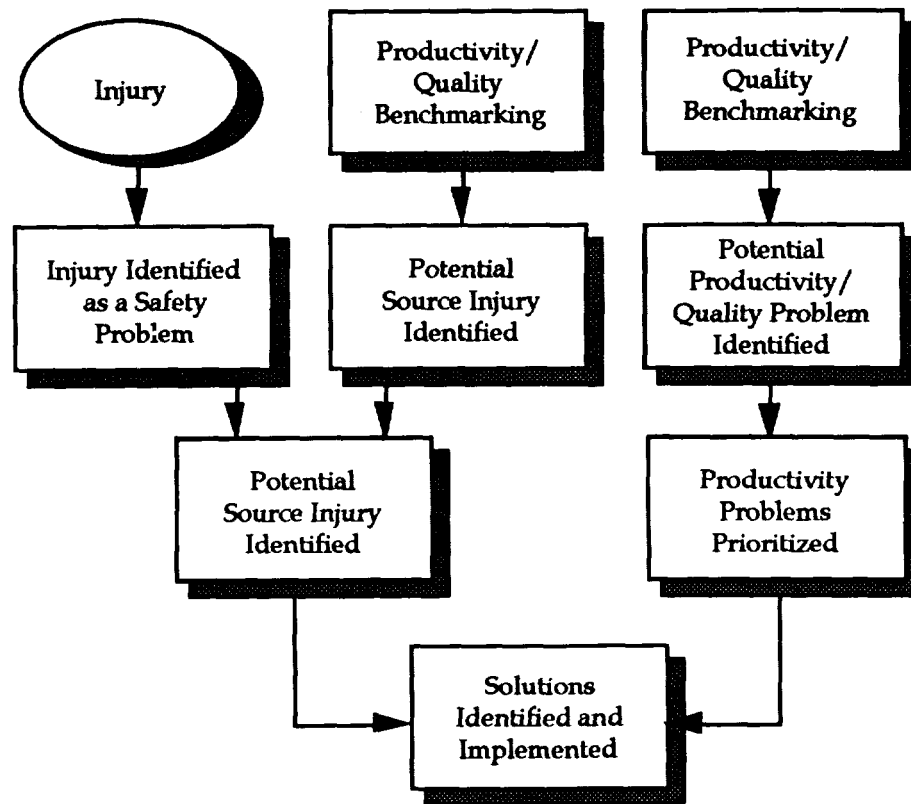 Injury
Productivity/
Quality
Benchmarking
Productivity/
Quality
Benchmarking
Injury Identified
as a Safety
Problem
Potential
Source Injury
Identified
Potential
Productivity/
Quality Problem
Identified
Potential
Source Injury
Identified
Productivity
Problems
Prioritized
Solutions
Identified and
Implemented